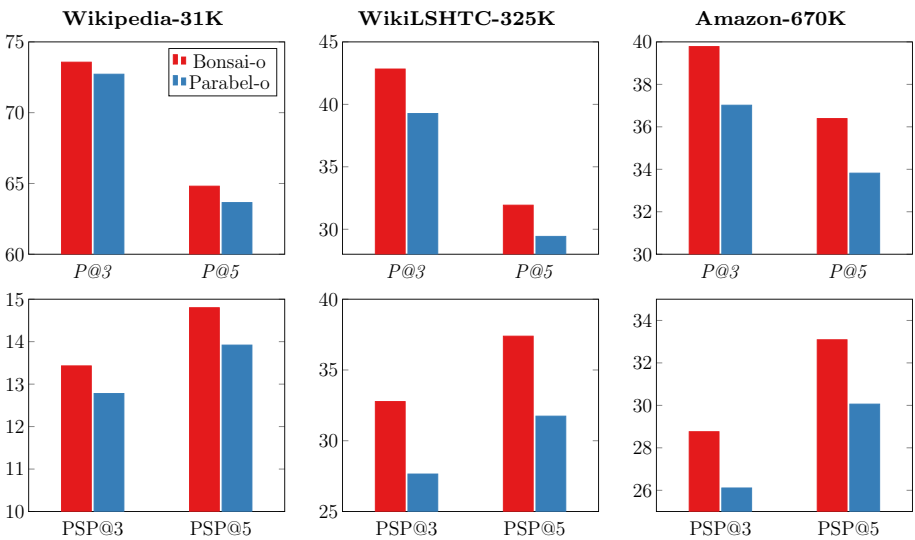 Wikipedia-31K
WikiLSHTC-325K
Amazon-670K
75
70
65
60
Bonsai-o
Parabel-o
P@3 P@5
45
40
35
30
P@3 P@5
40
38
36
34
32
30
P@3 P@5
15
14
13
12
11
10
PSP@3 PSP@5
40
35
30
25
PSP@3 PSP@5
34
32
30
28
26
PSP@3 PSP@5